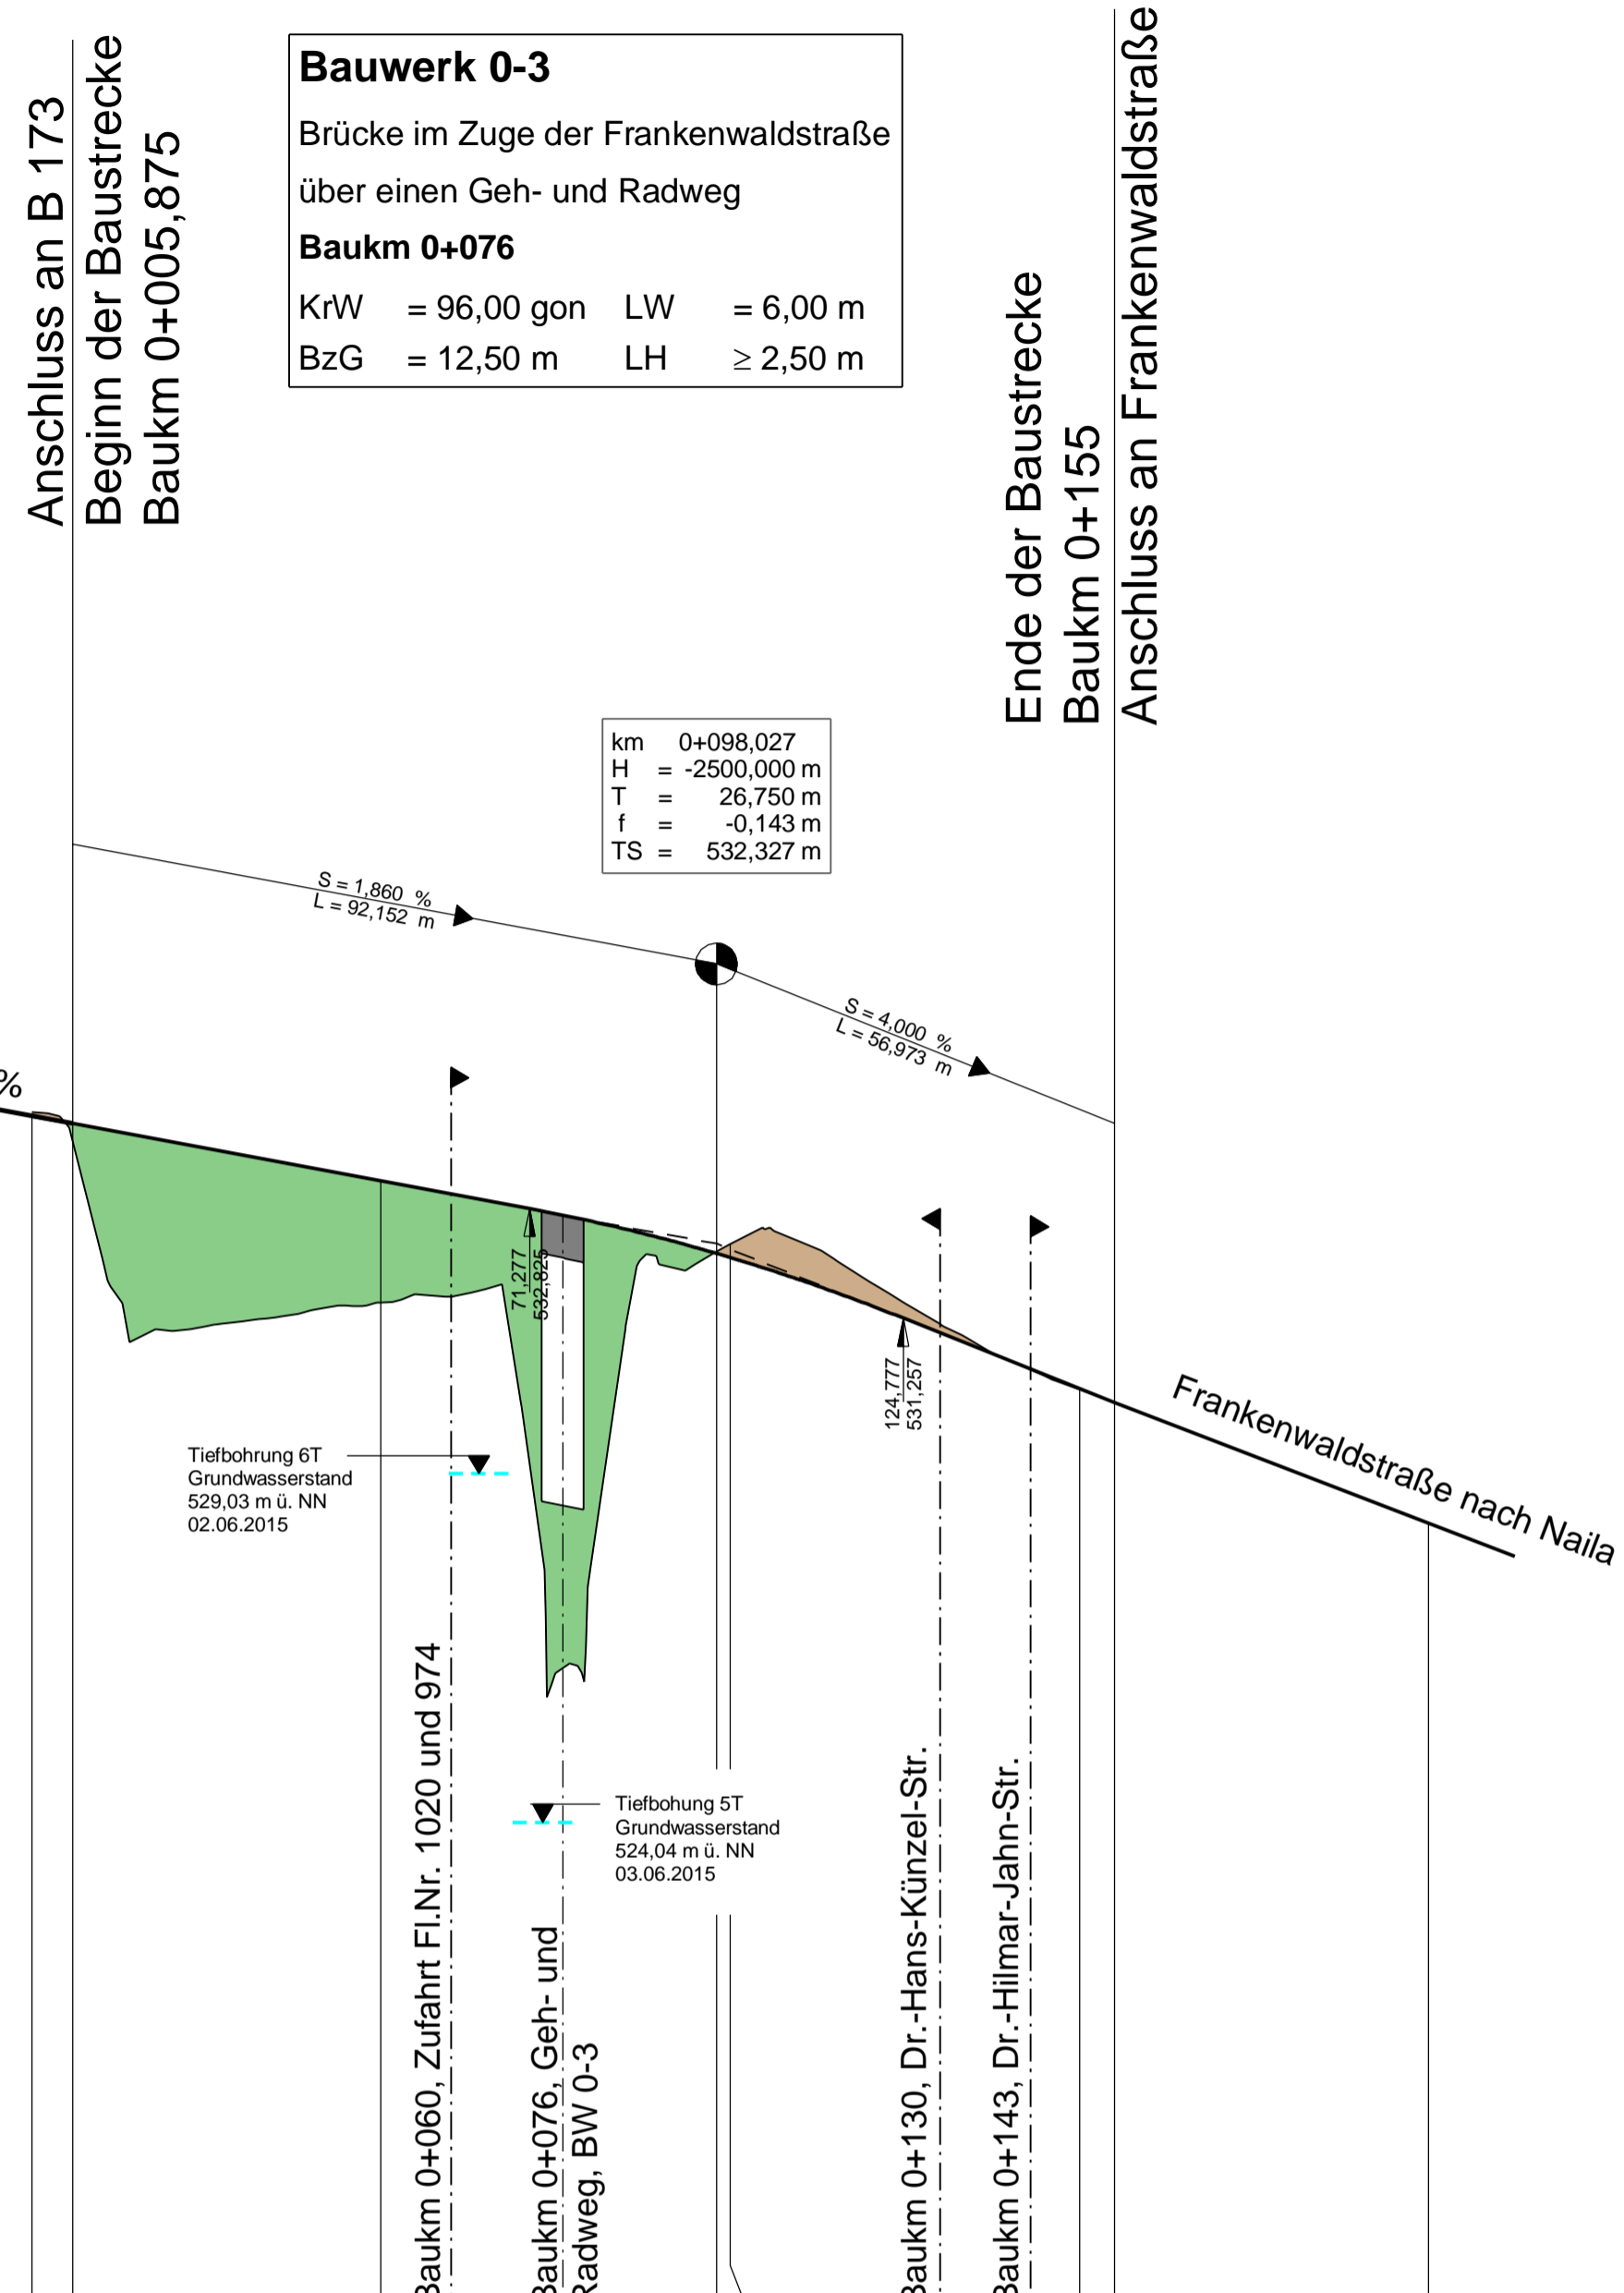 Anschluss an B 173
Beginn der Baustrecke
Baukm 0+005,875
Bauwerk 0-3
Brücke im Zuge der Frankenwaldstraße
über einen Geh- und Radweg
Baukm 0+076
KrW = 96,00 gon LW = 6,00 m
BzG = 12,50 m LH ≥ 2,50 m
Ende der Baustrecke
Baukm 0+155
Anschluss an Frankenwaldstraße
km 0+098,027
H = -2500,000 m
T = 26,750 m
f = -0,143 m
TS = 532,327 m
S = 1,860 %
L = 92,152 m
S = 4,000 %
L = 56,973 m
%
71,277
532,825
124,777
531,257
Frankenwaldstraße nach Naila
Tiefbohrung 6T
Grundwasserstand
529,03 m ü. NN
02.06.2015
Tiefbohung 5T
Grundwasserstand
524,04 m ü. NN
03.06.2015
Baukm 0+060, Zufahrt Fl.Nr. 1020 und 974
Baukm 0+076, Geh- und
Radweg, BW 0-3
Baukm 0+130, Dr.-Hans-Künzel-Str.
Baukm 0+143, Dr.-Hilmar-Jahn-Str.